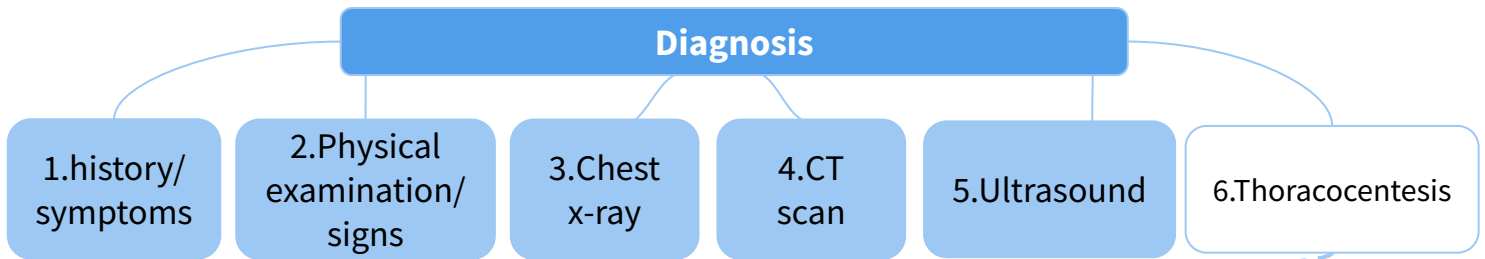 Diagnosis
1.history/
symptoms
2.Physical
examination/
signs
3.Chest
x-ray
4.CT
scan
5.Ultrasound
6.Thoracocentesis